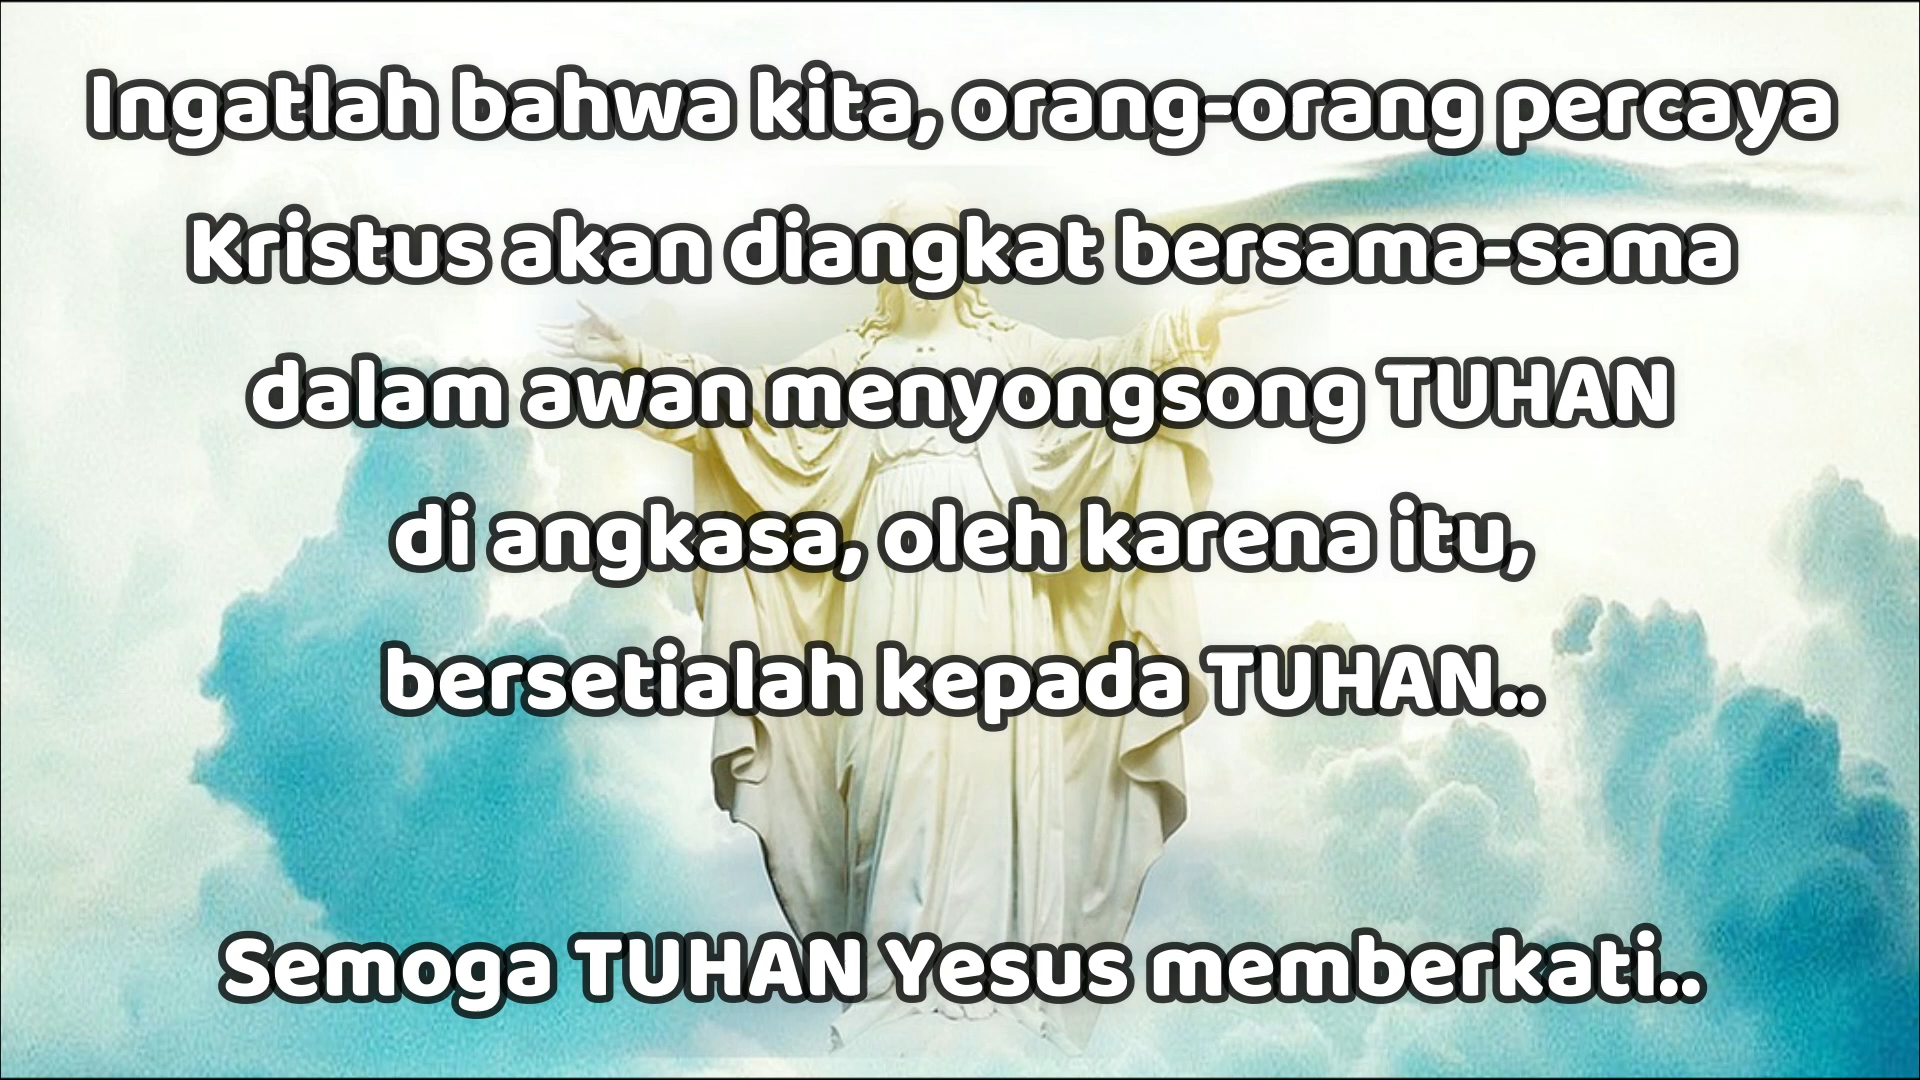 Ingatlah bahwa kita, orang-orang percaya
Kristus akan diangkat bersama-sama
dalam awan menyongsong TUHAN
di angkasa, oleh karena itu,
bersetialah kepada TUHAN..
Semoga TUHAN Yesus memberkati..